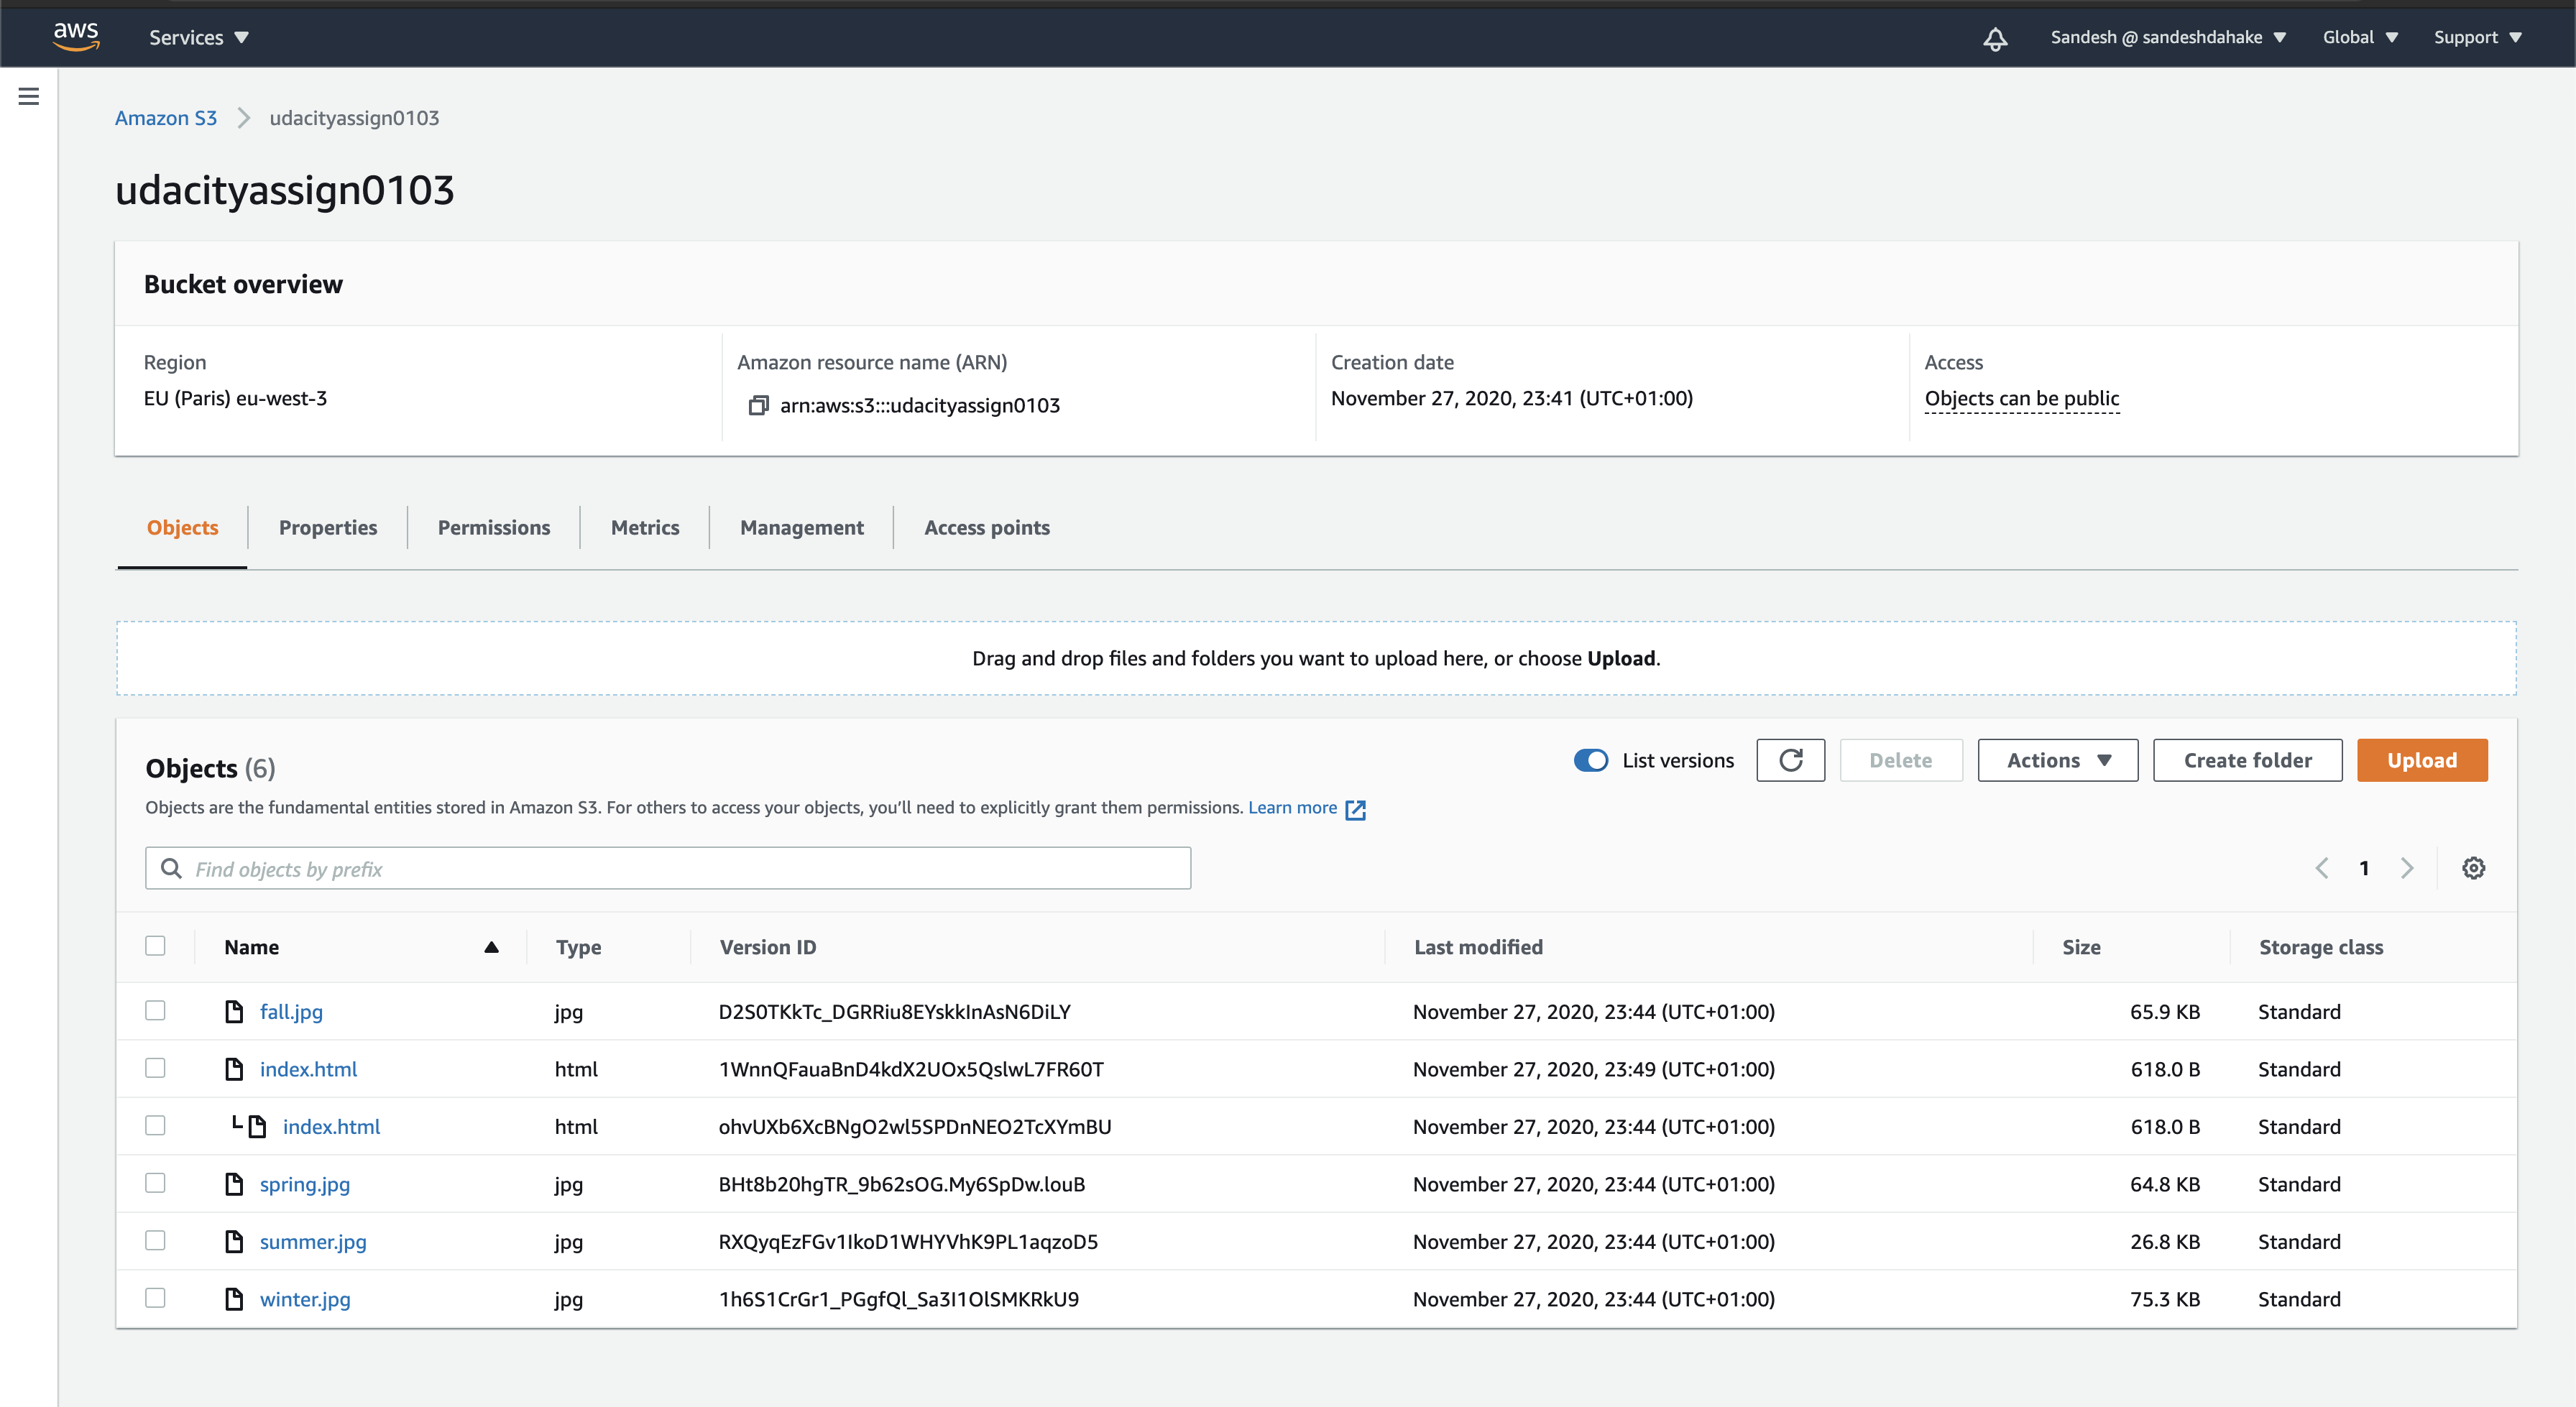 aws Services Sandesh @ sandeshdahake Global Support
Amazon S3 udacityassign0103
udacityassign0103
Bucket overview
Region Amazon resource name (ARN) Creation date Access
EU (Paris) eu-west-3 arn:aws:s3:::udacityassign0103 November 27, 2020, 23:41 (UTC+01:00) Objects can be public
Objects Properties Permissions Metrics Management Access points
Drag and drop files and folders you want to upload here, or choose Upload.
Objects (6) List versions Delete Actions Create folder Upload
Objects are the fundamental entities stored in Amazon S3. For others to access your objects, you’ll need to explicitly grant them permissions. Learn more
Find objects by prefix 1
Name Type Version ID Last modified Size Storage class
fall.jpg jpg D2S0TKkTc_DGRRiu8EYskkInAsN6DiLY November 27, 2020, 23:44 (UTC+01:00) 65.9 KB Standard
index.html html 1WnnQFauaBnD4kdX2UOx5QslwL7FR60T November 27, 2020, 23:49 (UTC+01:00) 618.0 B Standard
index.html html ohvUXb6XcBNgO2wl5SPDnNEO2TcXYmBU November 27, 2020, 23:44 (UTC+01:00) 618.0 B Standard
spring.jpg jpg BHt8b20hgTR_9b62sOG.My6SpDw.louB November 27, 2020, 23:44 (UTC+01:00) 64.8 KB Standard
summer.jpg jpg RXQyqEzFGv1IkoD1WHYVhK9PL1aqzoD5 November 27, 2020, 23:44 (UTC+01:00) 26.8 KB Standard
winter.jpg jpg 1h6S1CrGr1_PGgfQl_Sa3I1OlSMKRkU9 November 27, 2020, 23:44 (UTC+01:00) 75.3 KB Standard